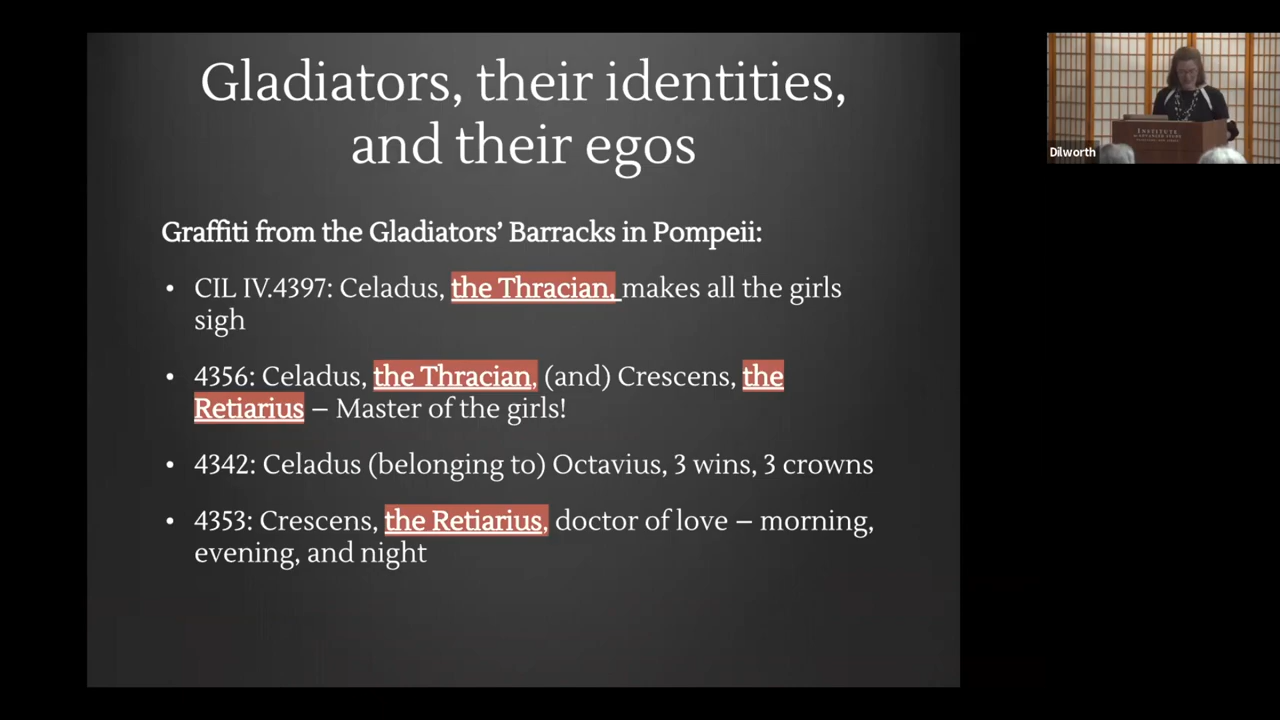 Gladiators, their identities,
and their egos
Graffiti from the Gladiators’ Barracks in Pompeii:
• CIL IV.4397: Celadus, the Thracian, makes all the girls
sigh
• 4356: Celadus, the Thracian, (and) Crescens, the
Retiarius – Master of the girls!
• 4342: Celadus (belonging to) Octavius, 3 wins, 3 crowns
• 4353: Crescens, the Retiarius, doctor of love – morning,
evening, and night
INSTITUTE
Dilworth